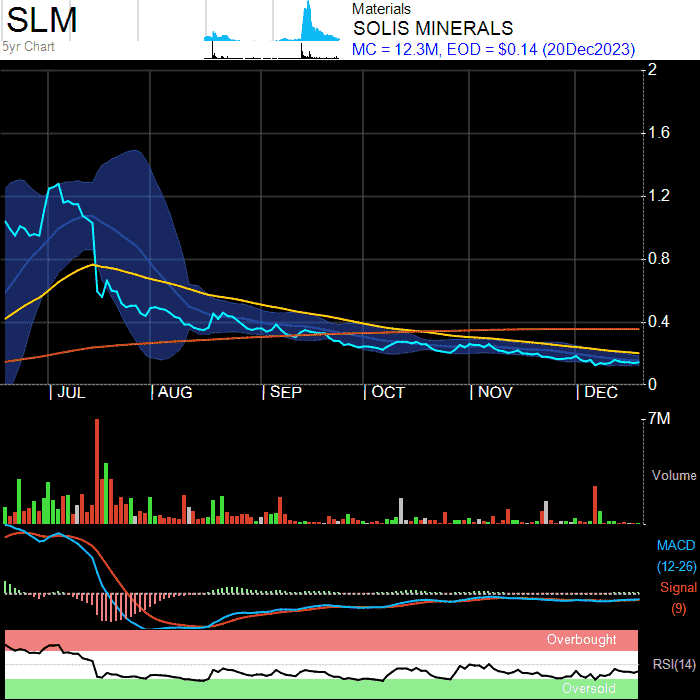 SLM
5yr Chart
Materials
SOLIS MINERALS
MC = 12.3M, EOD = $0.14 (20Dec2023)
2
1.6
1.2
0.8
0.4
0
JUL AUG SEP OCT NOV DEC
7M
Volume
MACD
(12-26)
Signal
(9)
Overbought
RSI(14)
Oversold